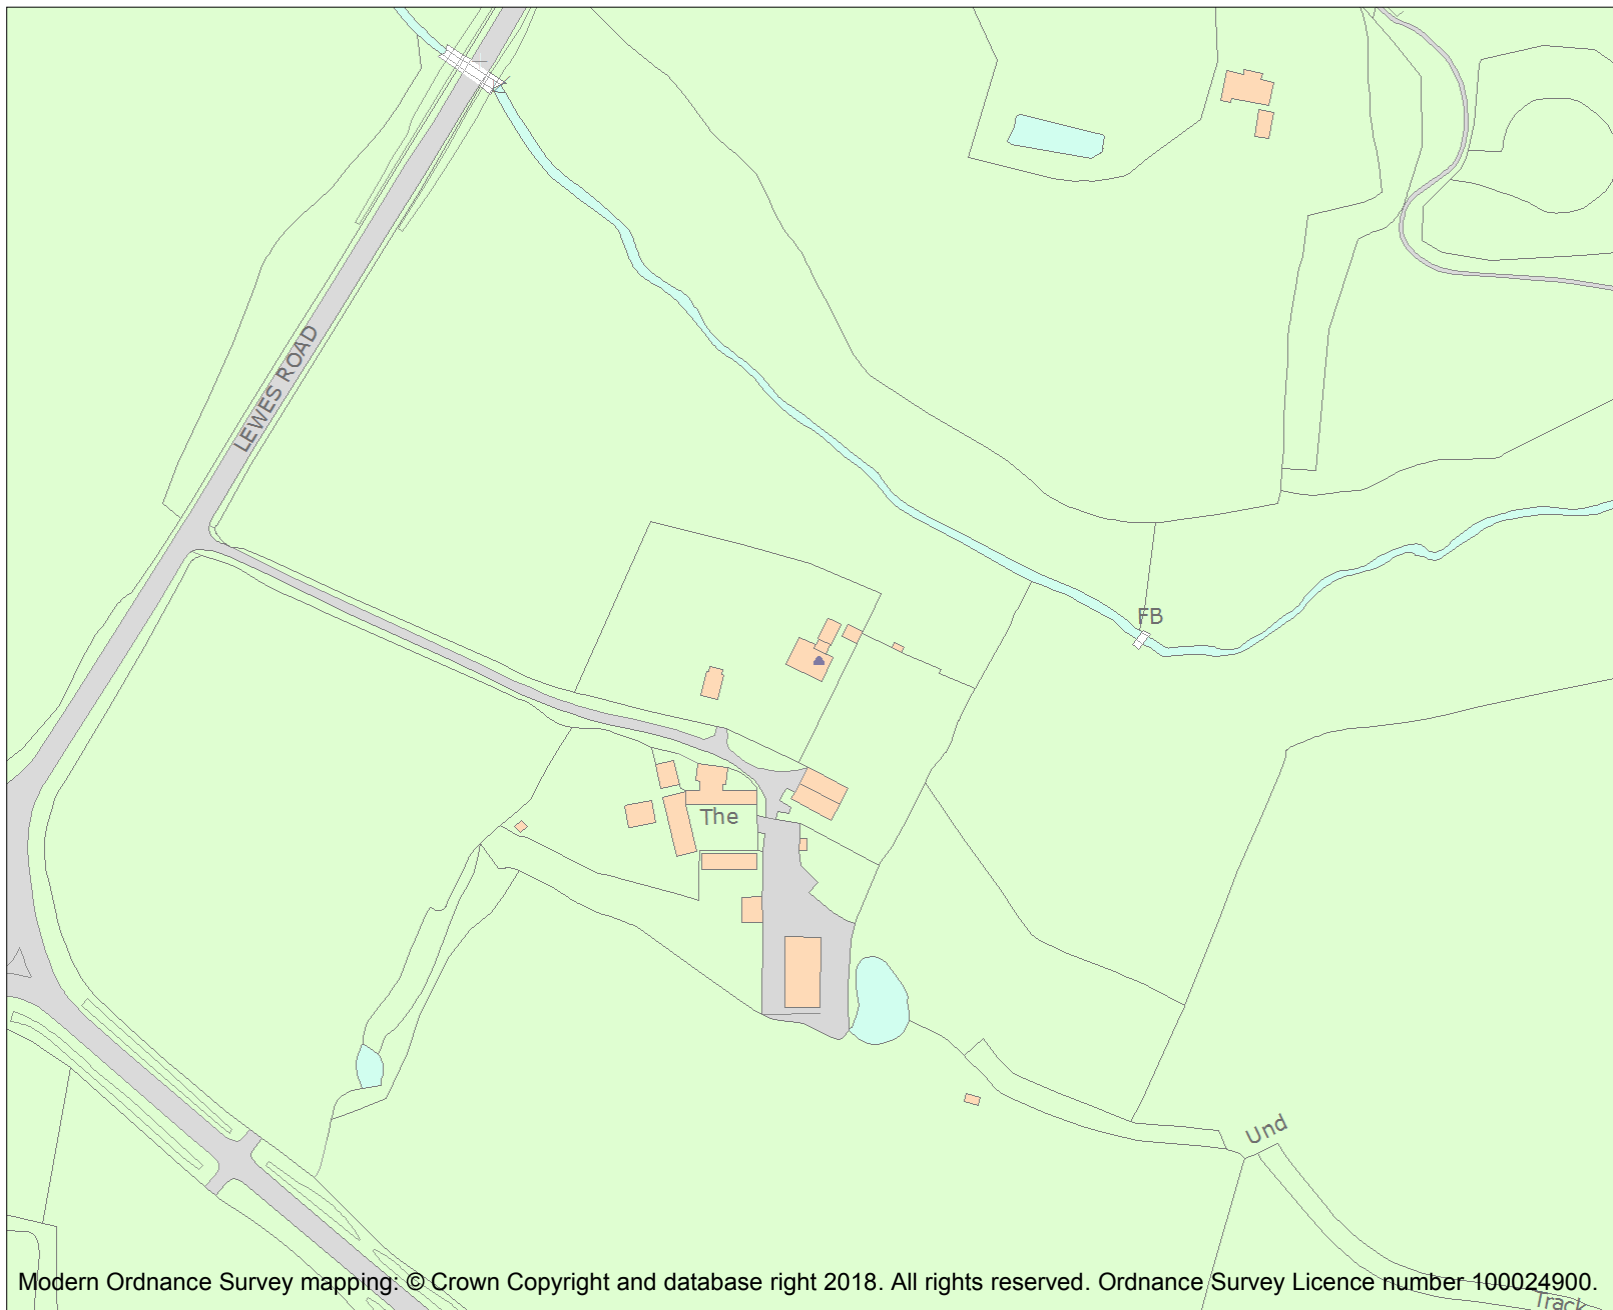 LEWES ROAD
FB
The
Und
Modern Ordnance Survey mapping: © Crown Copyright and database right 2018. All rights reserved. Ordnance Survey Licence number 100024900.
Track